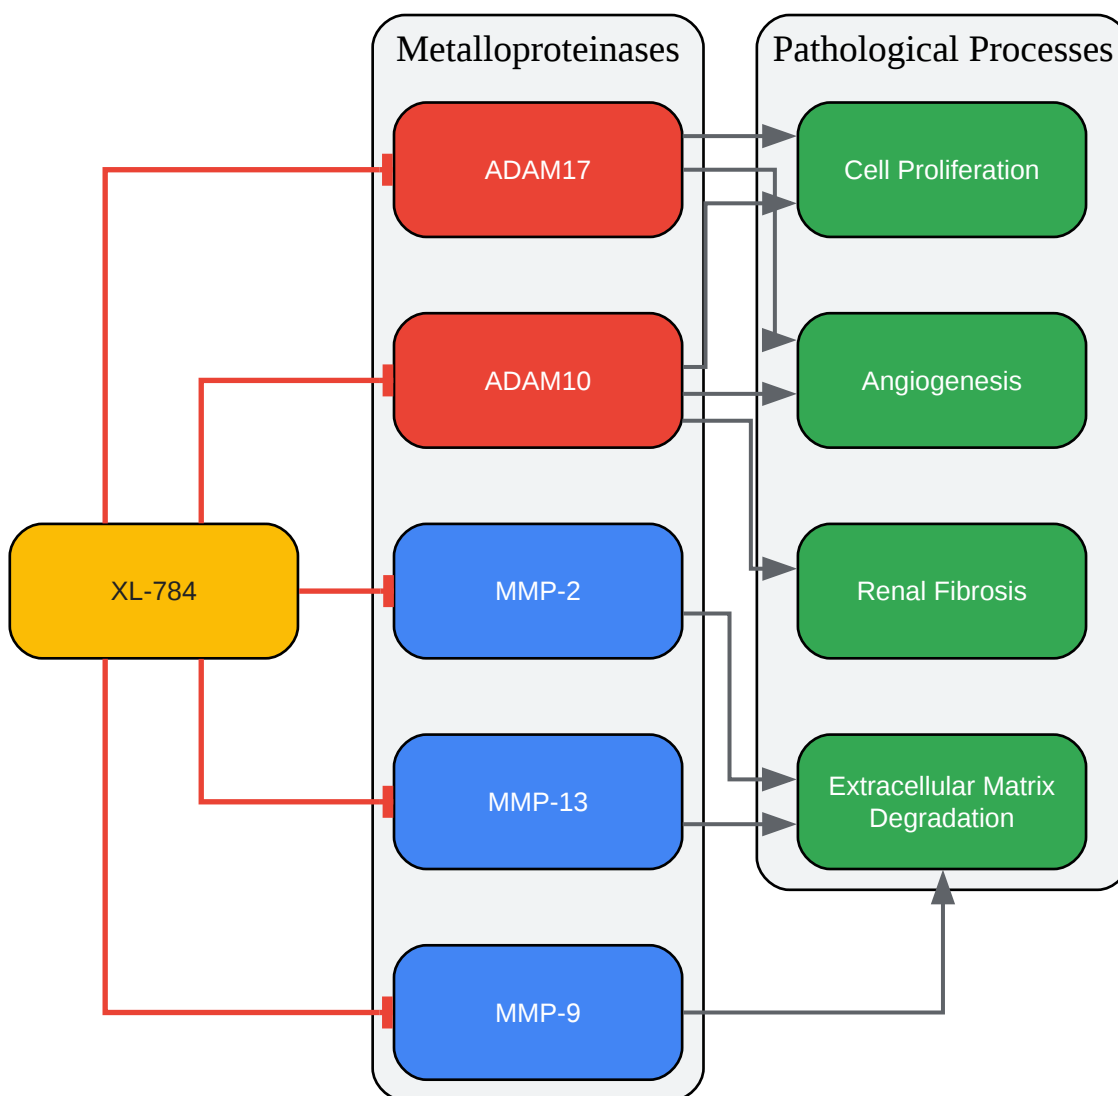 Metalloproteinases
Pathological Processes
ADAM17
Cell Proliferation
ADAM10
Angiogenesis
XL-784
MMP-2
Renal Fibrosis
MMP-13
Extracellular Matrix
Degradation
MMP-9